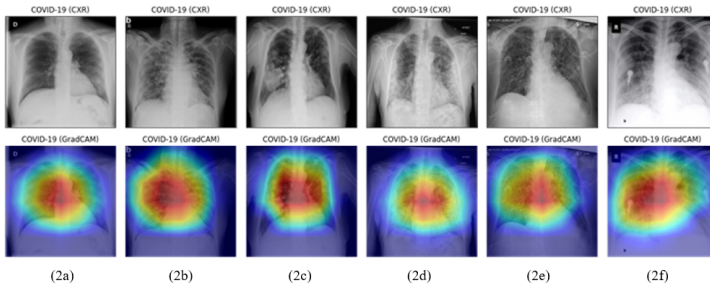 COVID-19 (CXR) COVID-19 (CXR) COVID-19 (CXR) COVID-19 (CXR) COVID-19 (CXR) COVID-19 (CXR)
D b R
COVID-19 (GradCAM) COVID-19 (GradCAM) COVID-19 (GradCAM) COVID-19 (GradCAM) COVID-19 (GradCAM) COVID-19 (GradCAM)
D b R
(2a) (2b) (2c) (2d) (2e) (2f)